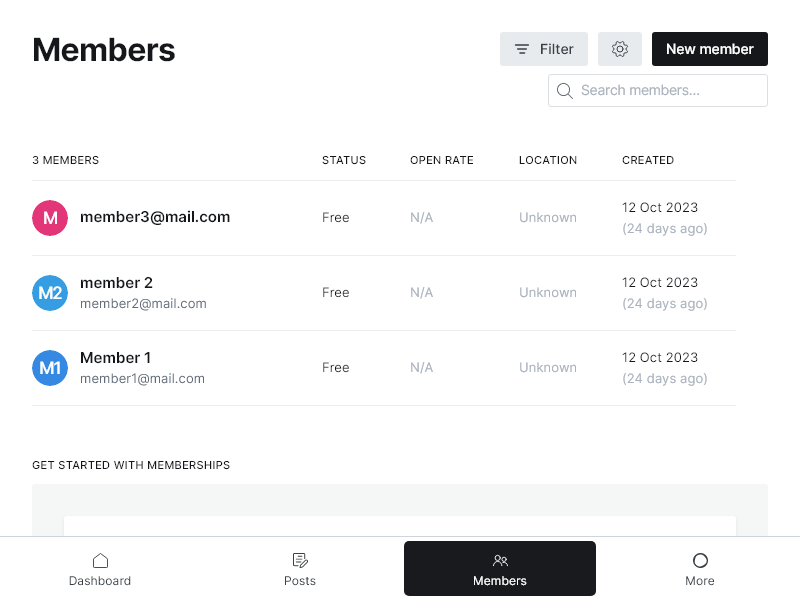 Members
Filter
New member
Search members...
3 MEMBERS STATUS OPEN RATE LOCATION CREATED
M member3@mail.com Free N/A Unknown 12 Oct 2023
(24 days ago)
M2 member 2 Free N/A Unknown 12 Oct 2023
member2@mail.com (24 days ago)
M1 Member 1 Free N/A Unknown 12 Oct 2023
member1@mail.com (24 days ago)
GET STARTED WITH MEMBERSHIPS
Dashboard Posts Members More